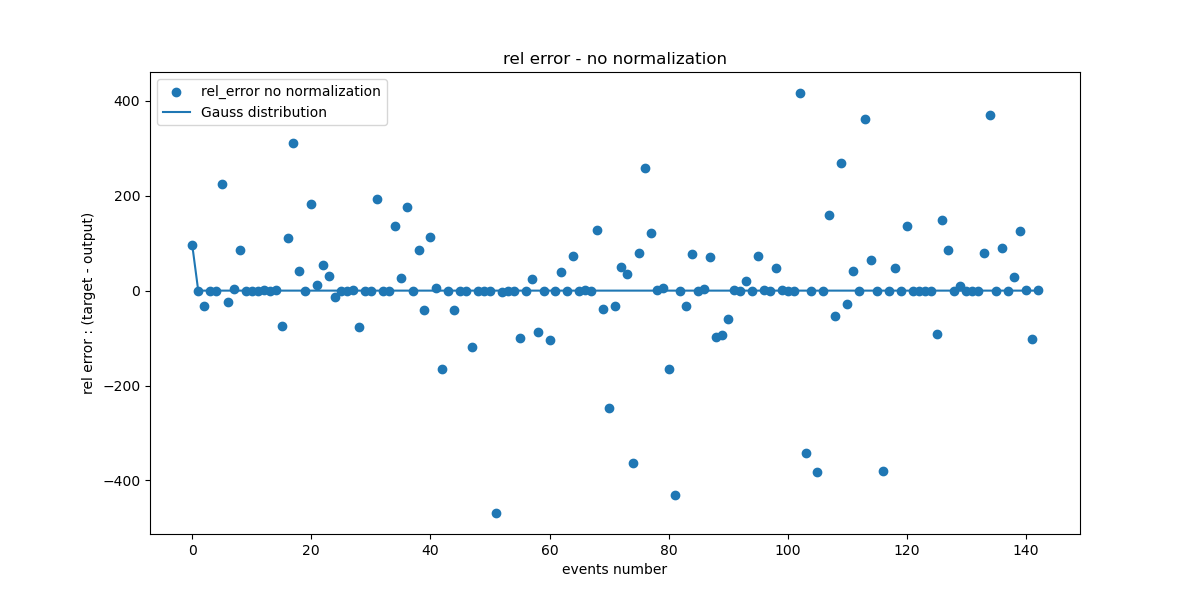 rel error - no normalization
rel_error no normalization
Gauss distribution
400
200
0
−200
−400
rel error : (target - output)
0 20 40 60 80 100 120 140
events number